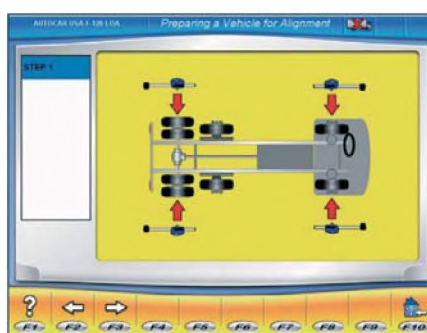 AUTOCAR USA F-120 LOA
Preparing a Vehicle for Alignment
STEP 1
?
F1 F2 F3 F4 F5 F6 F7 F8 F9 F10